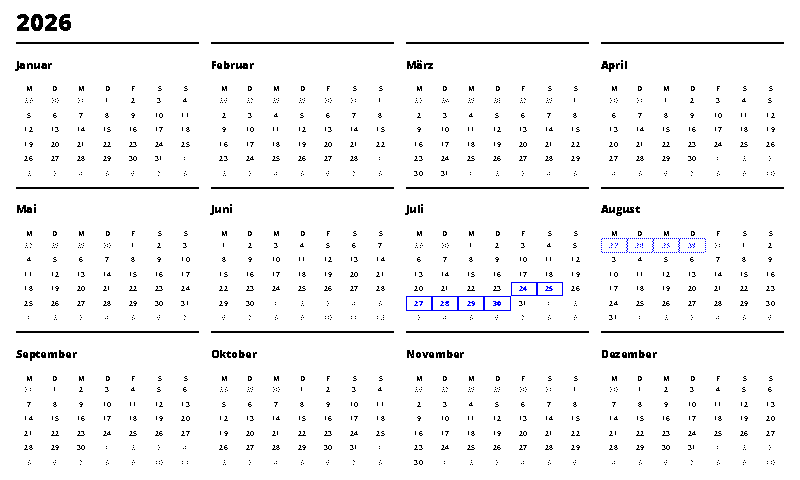 2026
Januar
M D M D F S S
1 2 3 4
5 6 7 8 9 10 11
12 13 14 15 16 17 18
19 20 21 22 23 24 25
26 27 28 29 30 31
Februar
M D M D F S S
1
2 3 4 5 6 7 8
9 10 11 12 13 14 15
16 17 18 19 20 21 22
23 24 25 26 27 28
März
M D M D F S S
1
2 3 4 5 6 7 8
9 10 11 12 13 14 15
16 17 18 19 20 21 22
23 24 25 26 27 28 29
30 31
April
M D M D F S S
1 2 3 4 5
6 7 8 9 10 11 12
13 14 15 16 17 18 19
20 21 22 23 24 25 26
27 28 29 30
Mai
M D M D F S S
1 2 3
4 5 6 7 8 9 10
11 12 13 14 15 16 17
18 19 20 21 22 23 24
25 26 27 28 29 30 31
Juni
M D M D F S S
1 2 3 4 5 6 7
8 9 10 11 12 13 14
15 16 17 18 19 20 21
22 23 24 25 26 27 28
29 30
Juli
M D M D F S S
1 2 3 4 5
6 7 8 9 10 11 12
13 14 15 16 17 18 19
20 21 22 23 24 25 26
27 28 29 30 31
August
M D M D F S S
1 2
3 4 5 6 7 8 9
10 11 12 13 14 15 16
17 18 19 20 21 22 23
24 25 26 27 28 29 30
31
September
M D M D F S S
1 2 3 4 5 6
7 8 9 10 11 12 13
14 15 16 17 18 19 20
21 22 23 24 25 26 27
28 29 30
Oktober
M D M D F S S
1 2 3 4
5 6 7 8 9 10 11
12 13 14 15 16 17 18
19 20 21 22 23 24 25
26 27 28 29 30 31
November
M D M D F S S
1
2 3 4 5 6 7 8
9 10 11 12 13 14 15
16 17 18 19 20 21 22
23 24 25 26 27 28 29
30
Dezember
M D M D F S S
1 2 3 4 5 6
7 8 9 10 11 12 13
14 15 16 17 18 19 20
21 22 23 24 25 26 27
28 29 30 31